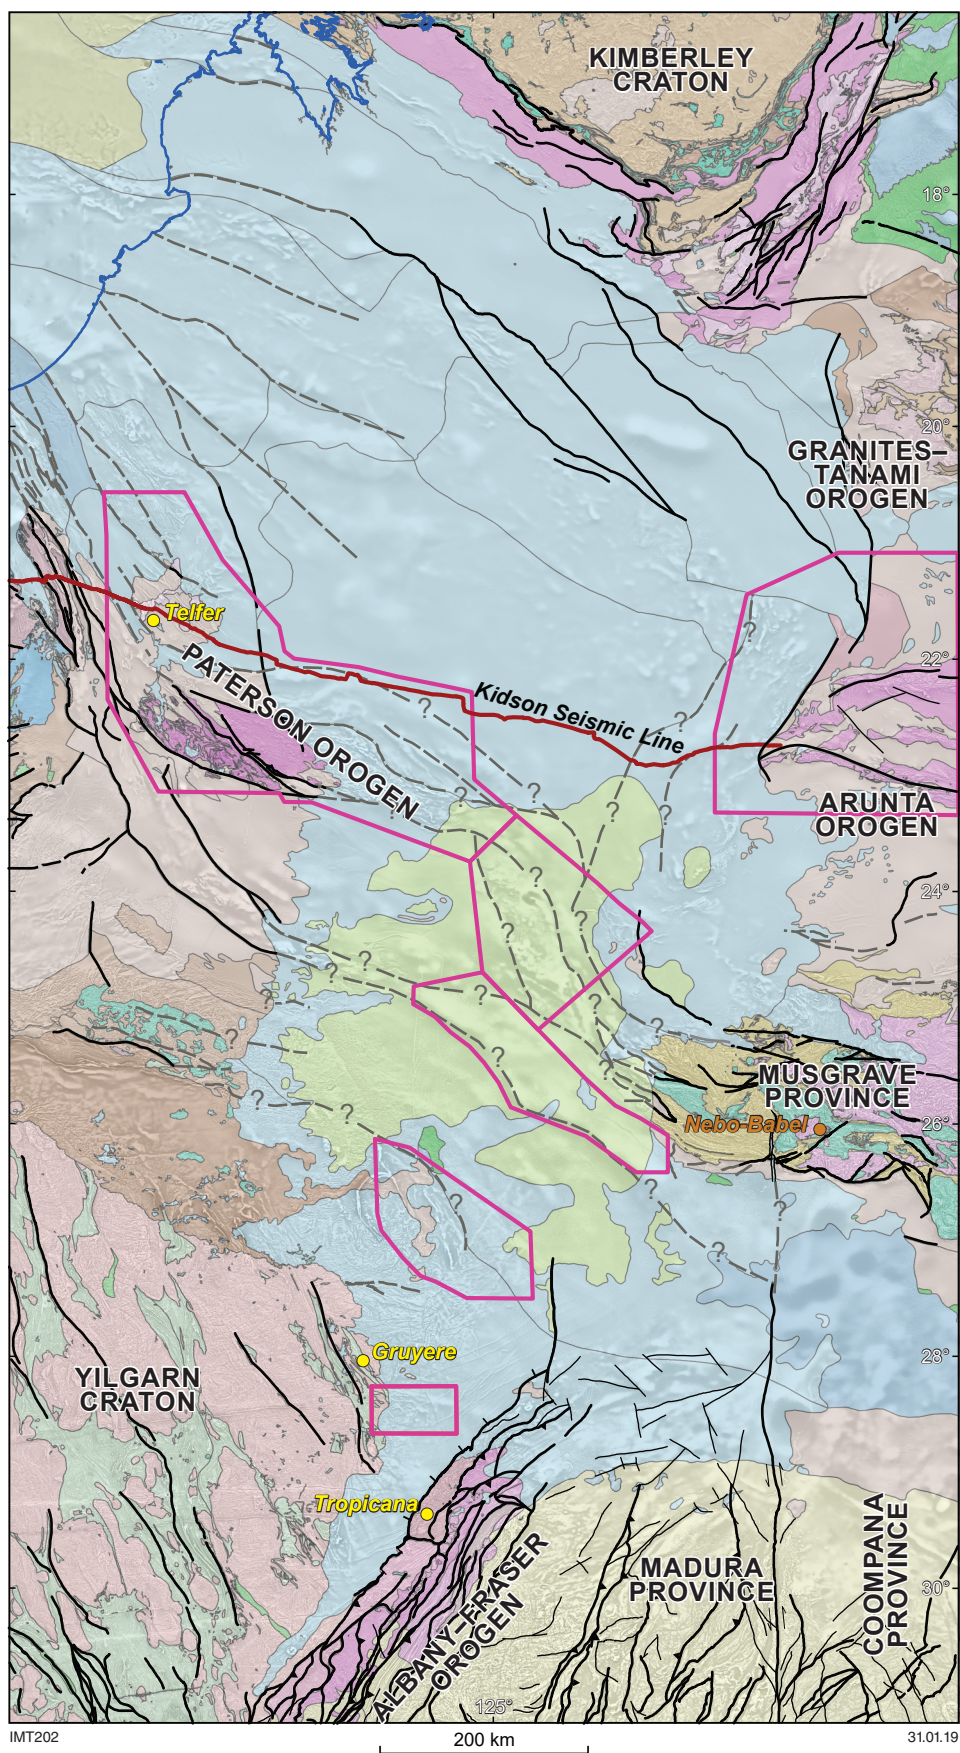 KIMBERLEY
CRATON
18°
20°
GRANITES–
TANAMI
OROGEN
Telfer
?
22°
PATERSON OROGEN
Kidson Seismic Line
?
?
?
?
?
?
ARUNTA
OROGEN
?
24°
?
?
?
?
?
?
?
?
?
?
?
MUSGRAVE
PROVINCE
?
?
?
Nebo-Babel
26°
?
?
?
?
Gruyere
28°
YILGARN
CRATON
Tropicana
ALBANY–FRASER
OROGEN
MADURA
PROVINCE
COOMPANA
PROVINCE
30°
125°
IMT202
200 km
31.01.19